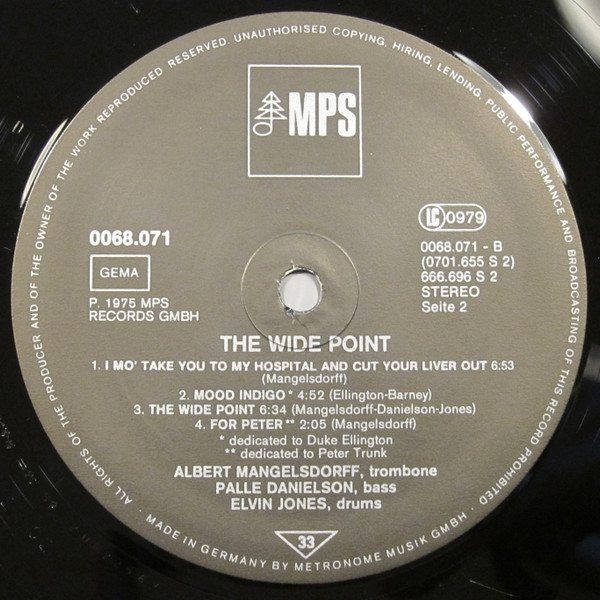 ALL RIGHTS OF THE PRODUCER AND OF THE OWNER OF THE WORK REPRODUCED RESERVED. UNAUTHORISED COPYING, HIRING, LENDING, PUBLIC PERFORMANCE AND BROADCASTING OF THIS RECORD PROHIBITED
MPS
0068.071
GEMA
P. 1975 MPS
RECORDS GMBH
LC 0979
0068.071 - B
(0701.655 S 2)
666.696 S 2
STEREO
Seite 2
THE WIDE POINT
1. I MO' TAKE YOU TO MY HOSPITAL AND CUT YOUR LIVER OUT 6:53
(Mangelsdorff)
2. MOOD INDIGO * 4:52 (Ellington-Barney)
3. THE WIDE POINT 6:34 (Mangelsdorff-Danielson-Jones)
4. FOR PETER ** 2:05 (Mangelsdorff)
* dedicated to Duke Ellington
** dedicated to Peter Trunk
ALBERT MANGELSDORFF, trombone
PALLE DANIELSON, bass
ELVIN JONES, drums
33
· MADE IN GERMANY BY METRONOME MUSIK GMBH ·